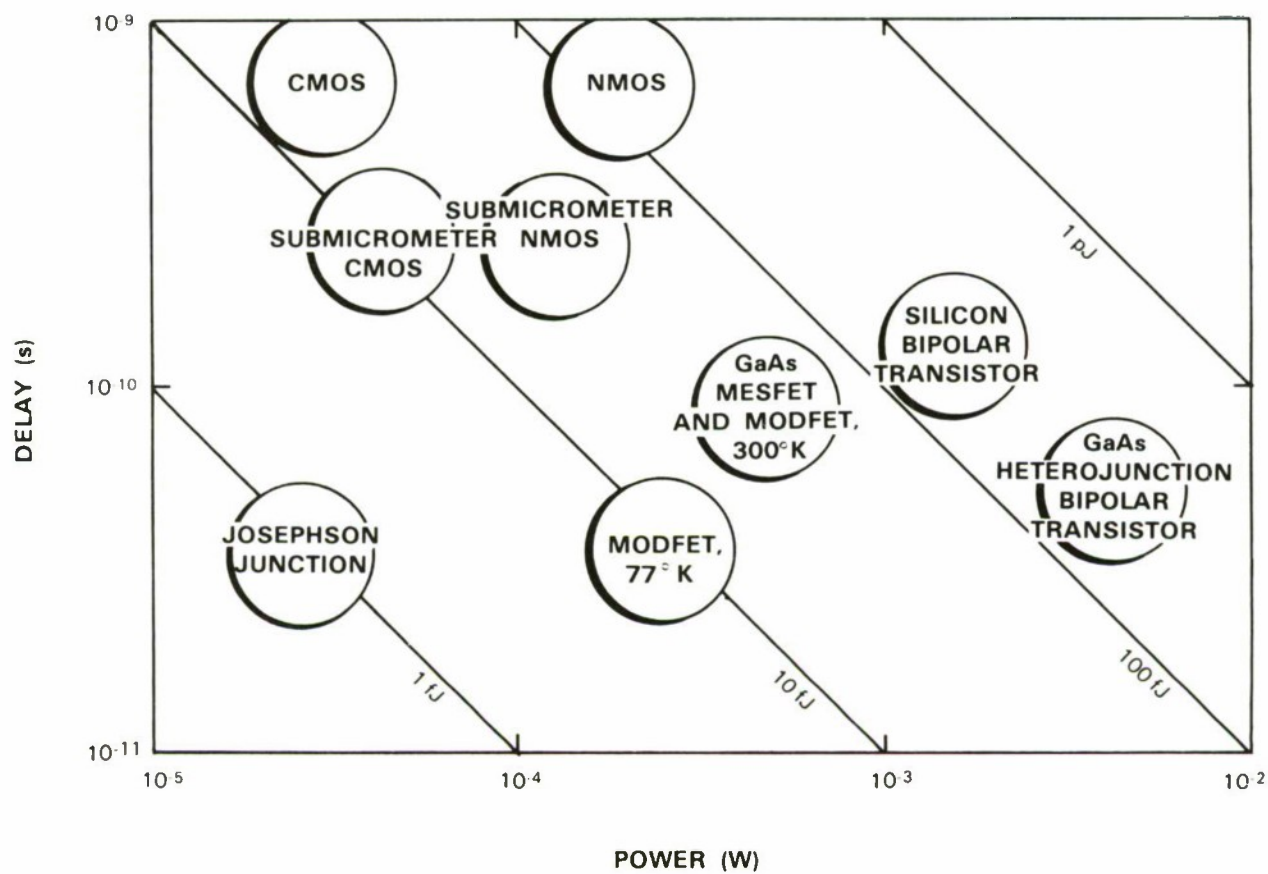 10⁻⁹
CMOS
NMOS
SUBMICROMETER
NMOS
SUBMICROMETER
CMOS
1 pJ
SILICON
BIPOLAR
TRANSISTOR
DELAY (s)
10⁻¹⁰
GaAs
MESFET
AND MODFET,
300°K
GaAs
HETEROJUNCTION
BIPOLAR
TRANSISTOR
JOSEPHSON
JUNCTION
MODFET,
77°K
1 fJ
10 fJ
100 fJ
10⁻¹¹
10⁻⁵
10⁻⁴
10⁻³
10⁻²
POWER (W)